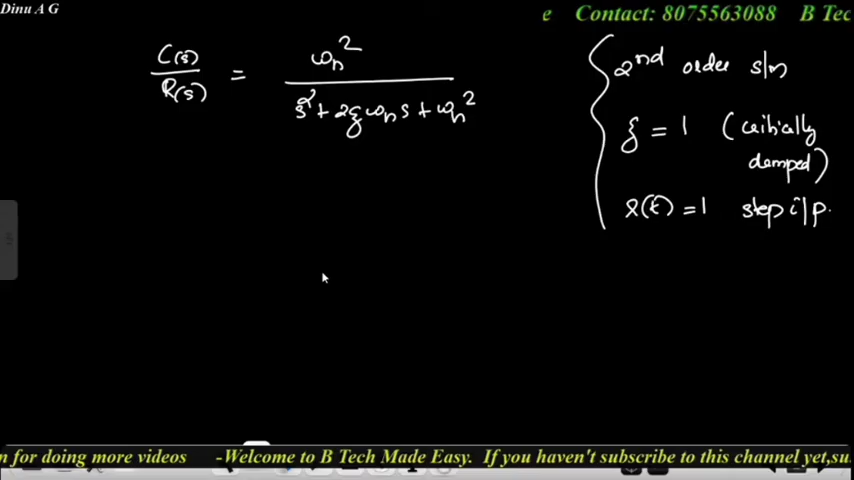 Dinu A G
e Contact: 8075563088 B Tec
C(s)/R(s) = ωn² / s² + 2ξωns + ωn²
2nd order s/m
ξ = 1 (critically
damped)
r(t) = 1 step i/p.
n for doing more videos -Welcome to B Tech Made Easy. If you haven't subscribe to this channel yet,su